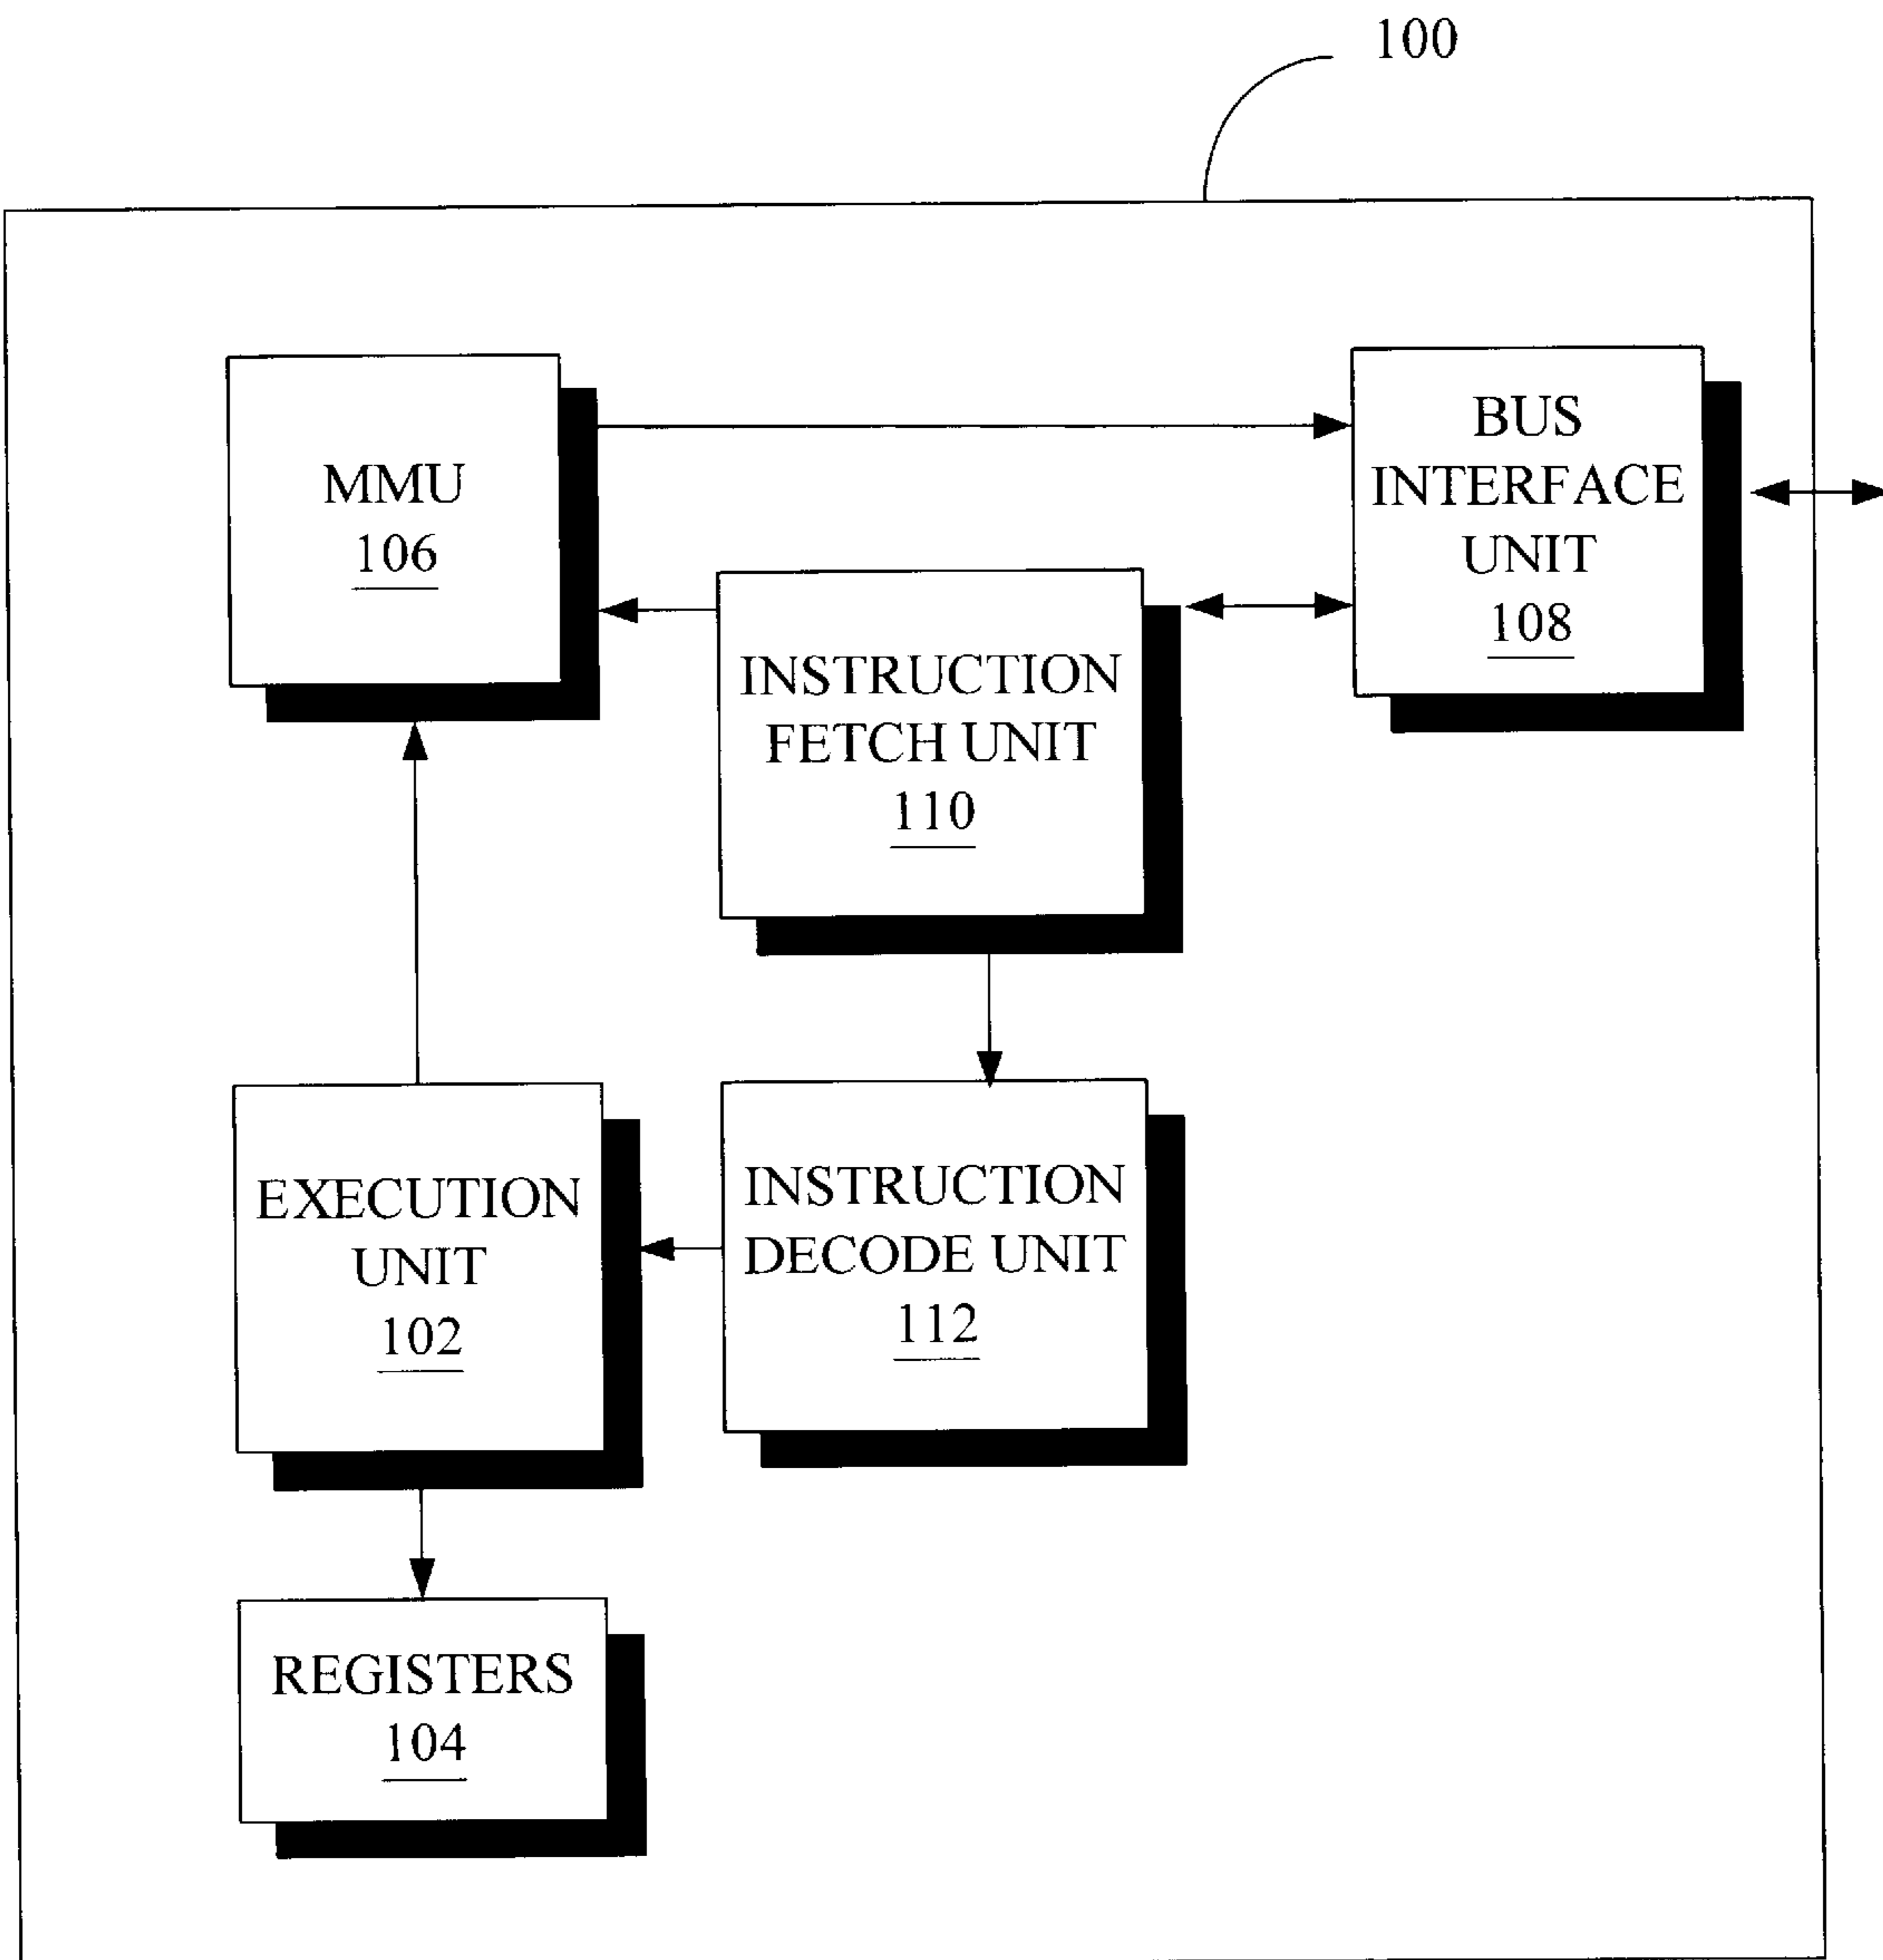 100
MMU
106
BUS
INTERFACE
UNIT
108
INSTRUCTION
FETCH UNIT
110
EXECUTION
UNIT
102
INSTRUCTION
DECODE UNIT
112
REGISTERS
104